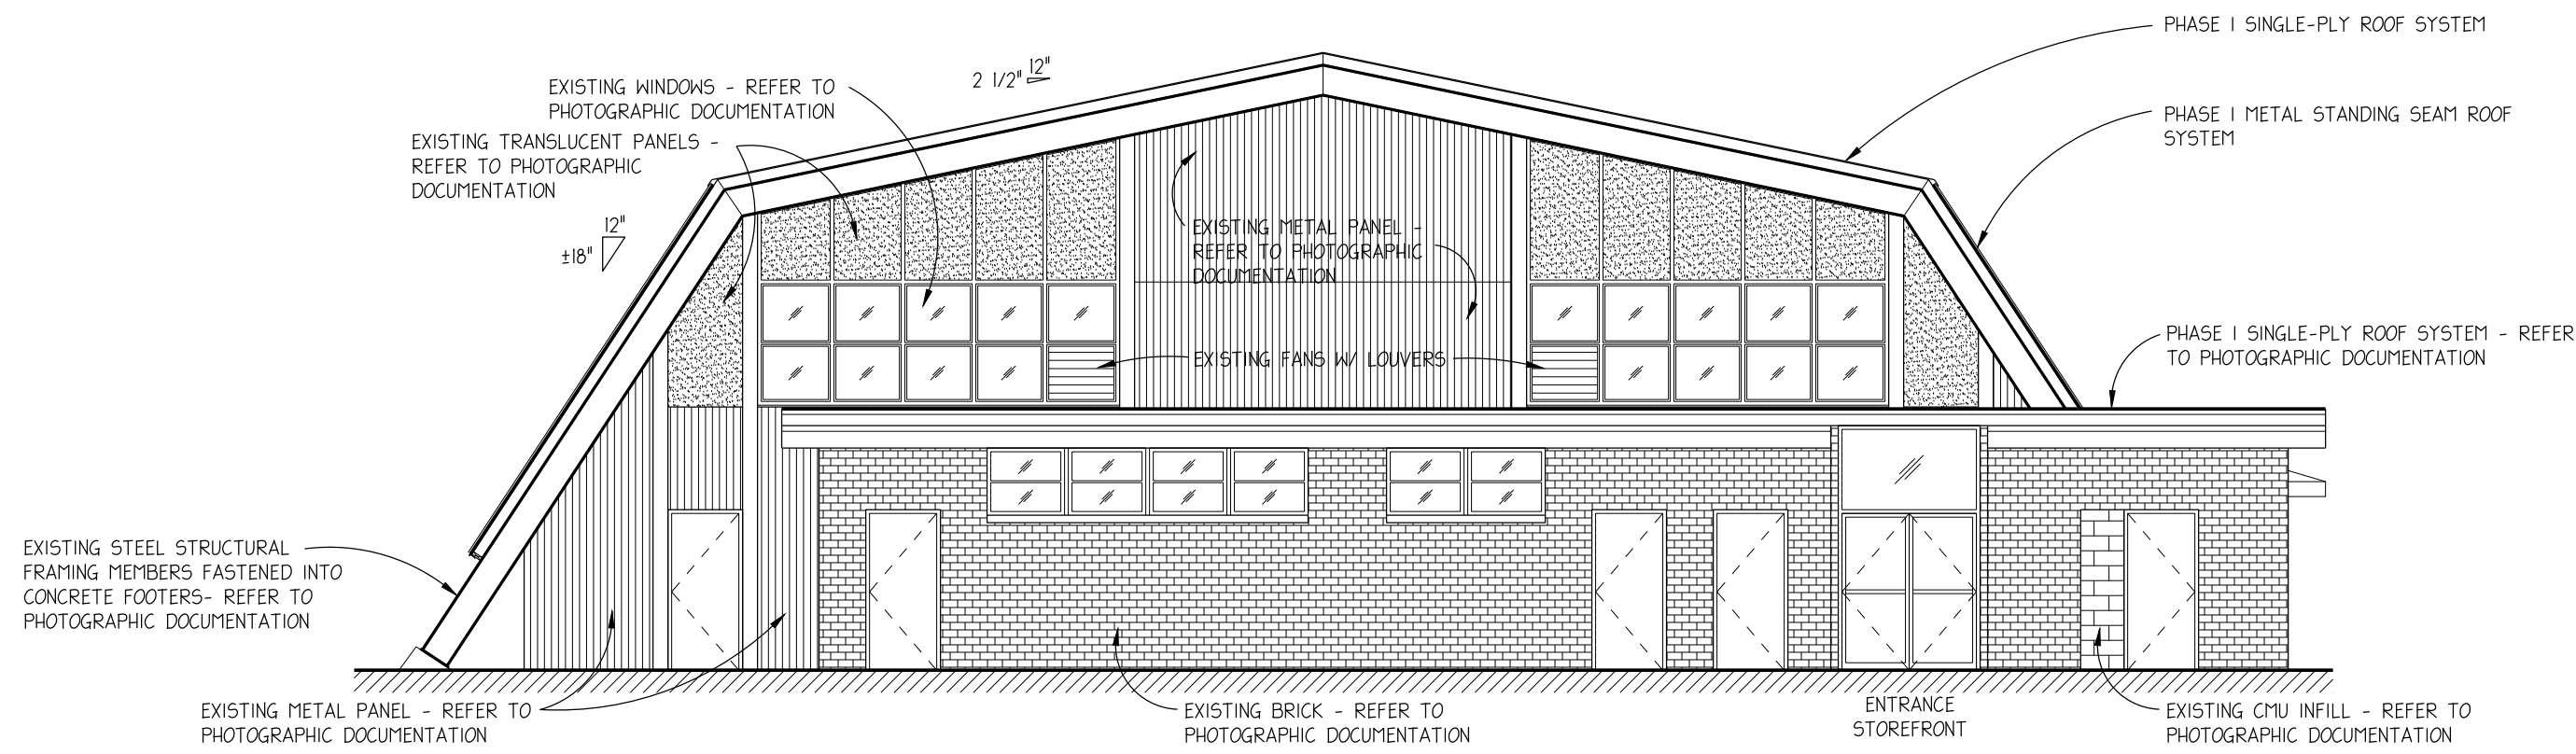 PHASE I SINGLE-PLY ROOF SYSTEM
12"
2 1/2"
EXISTING WINDOWS - REFER TO
PHOTOGRAPHIC DOCUMENTATION
PHASE I METAL STANDING SEAM ROOF
SYSTEM
EXISTING TRANSLUCENT PANELS -
REFER TO PHOTOGRAPHIC
DOCUMENTATION
12"
±18"
EXISTING METAL PANEL -
REFER TO PHOTOGRAPHIC
DOCUMENTATION
PHASE I SINGLE-PLY ROOF SYSTEM - REFER
TO PHOTOGRAPHIC DOCUMENTATION
EXISTING FANS W/ LOUVERS
EXISTING STEEL STRUCTURAL
FRAMING MEMBERS FASTENED INTO
CONCRETE FOOTERS- REFER TO
PHOTOGRAPHIC DOCUMENTATION
EXISTING METAL PANEL - REFER TO
PHOTOGRAPHIC DOCUMENTATION
EXISTING BRICK - REFER TO
PHOTOGRAPHIC DOCUMENTATION
ENTRANCE
STOREFRONT
EXISTING CMU INFILL - REFER TO
PHOTOGRAPHIC DOCUMENTATION